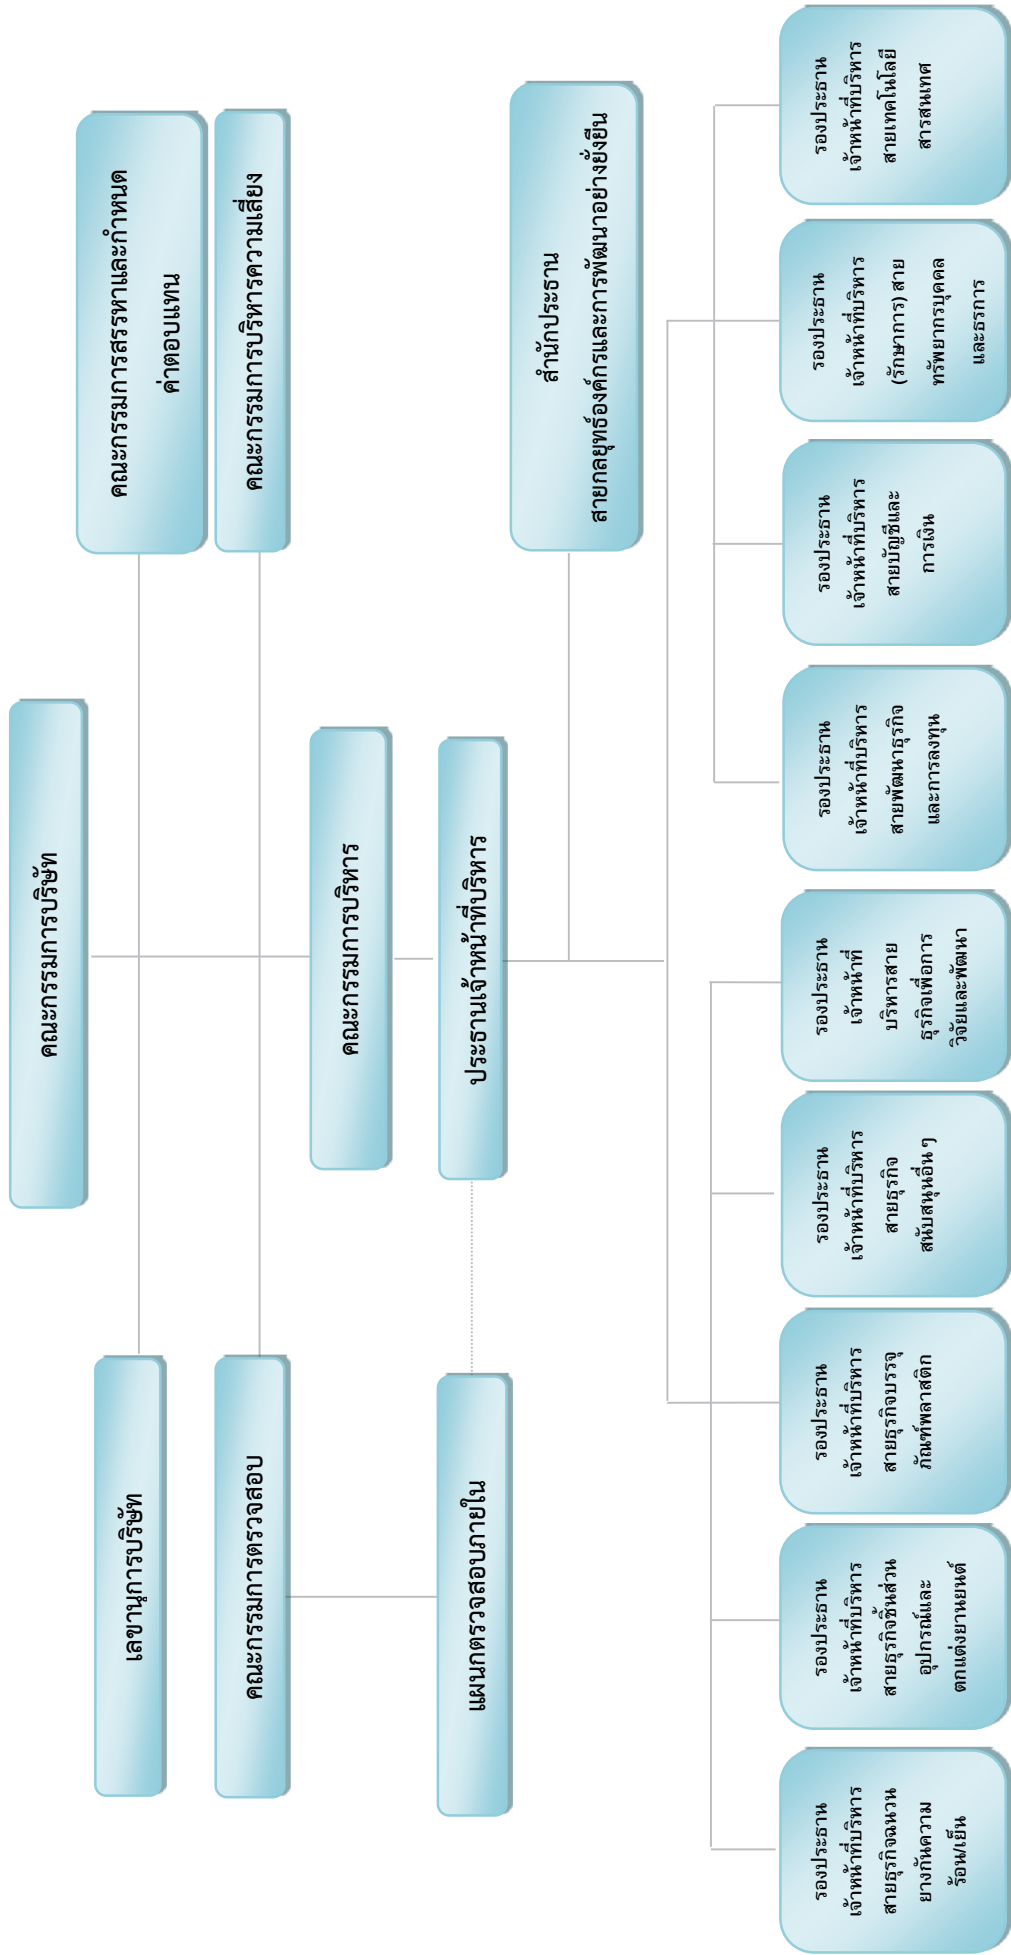 คณะกรรมการบริษัท
เลขานุการบริษัท
คณะกรรมการสรรหาและกำหนด
ค่าตอบแทน
คณะกรรมการตรวจสอบ
คณะกรรมการบริหารความเสี่ยง
คณะกรรมการบริหาร
แผนกตรวจสอบภายใน
ประธานเจ้าหน้าที่บริหาร
สำนักประธาน
สายกลยุทธ์องค์กรและการพัฒนาอย่างยั่งยืน
รองประธาน
เจ้าหน้าที่บริหาร
สายธุรกิจฉนวน
ยางกันความ
ร้อน/เย็น
รองประธาน
เจ้าหน้าที่บริหาร
สายธุรกิจชิ้นส่วน
อุปกรณ์และ
ตกแต่งยานยนต์
รองประธาน
เจ้าหน้าที่บริหาร
สายธุรกิจบรรจุ
ภัณฑ์พลาสติก
รองประธาน
เจ้าหน้าที่บริหาร
สายธุรกิจ
สนับสนุนอื่น ๆ
รองประธาน
เจ้าหน้าที่
บริหารสาย
ธุรกิจเพื่อการ
วิจัยและพัฒนา
รองประธาน
เจ้าหน้าที่บริหาร
สายพัฒนาธุรกิจ
และการลงทุน
รองประธาน
เจ้าหน้าที่บริหาร
สายบัญชีและ
การเงิน
รองประธาน
เจ้าหน้าที่บริหาร
(รักษาการ) สาย
ทรัพยากรบุคคล
และธุรการ
รองประธาน
เจ้าหน้าที่บริหาร
สายเทคโนโลยี
สารสนเทศ